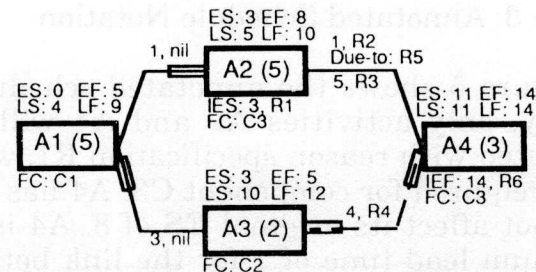 3: Annotated
Notation
ES: 3 EF: 8
LS: 5 LF: 10
1, nil
A2 (5)
1, R2
Due-to: R5
5, R3
IES: 3, R1
FC: C3
ES: 0 EF: 5
LS: 4 LF: 9
A1 (5)
FC: C1
ES: 11 EF: 14
LS: 11 LF: 14
A4 (3)
IEF: 14, R6
FC: C3
ES: 3 EF: 5
LS: 10 LF: 12
3, nil
A3 (2)
4, R4
FC: C2